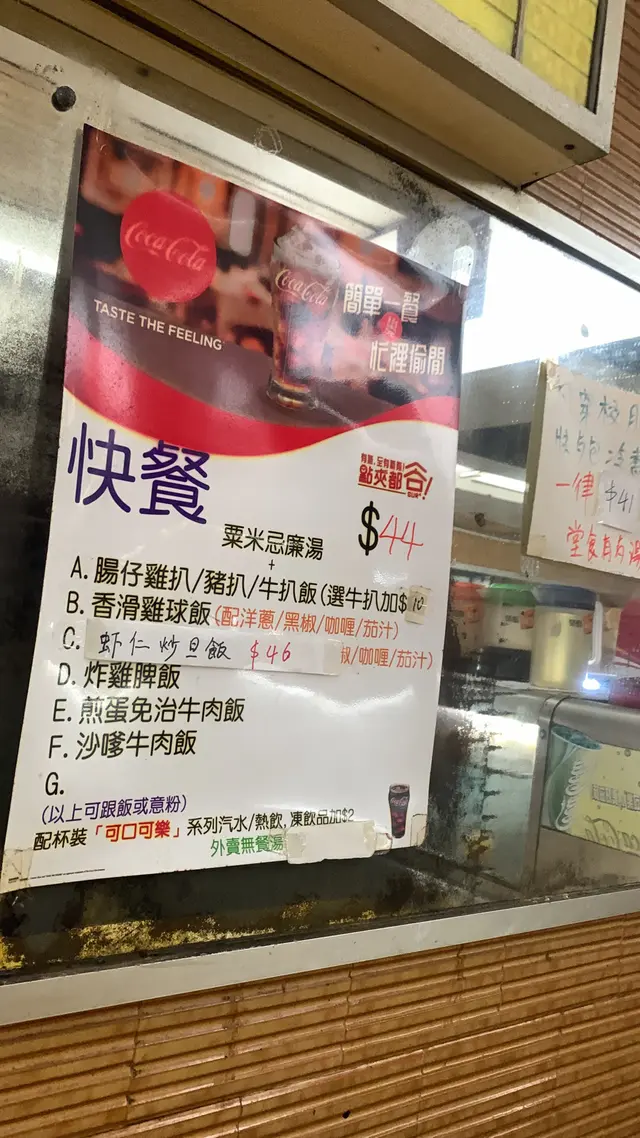 Coca-Cola
Coca-Cola
TASTE THE FEELING
簡單一餐
忙裡偷閒
快餐
點夾都合!
$44
粟米忌廉湯
+
A. 腸仔雞扒/豬扒/牛扒飯 (選牛扒加$10
B. 香滑雞球飯 (配洋蔥/黑椒/咖喱/茄汁)
C. 虾仁炒旦飯 $46 椒/咖喱/茄汁)
D. 炸雞脾飯
E. 煎蛋免治牛肉飯
F. 沙嗲牛肉飯
G.
(以上可跟飯或意粉)
配杯裝「可口可樂」系列汽水/熱飲, 凍飲品加$2
外賣無餐湯
一律 $41
堂食有內湯